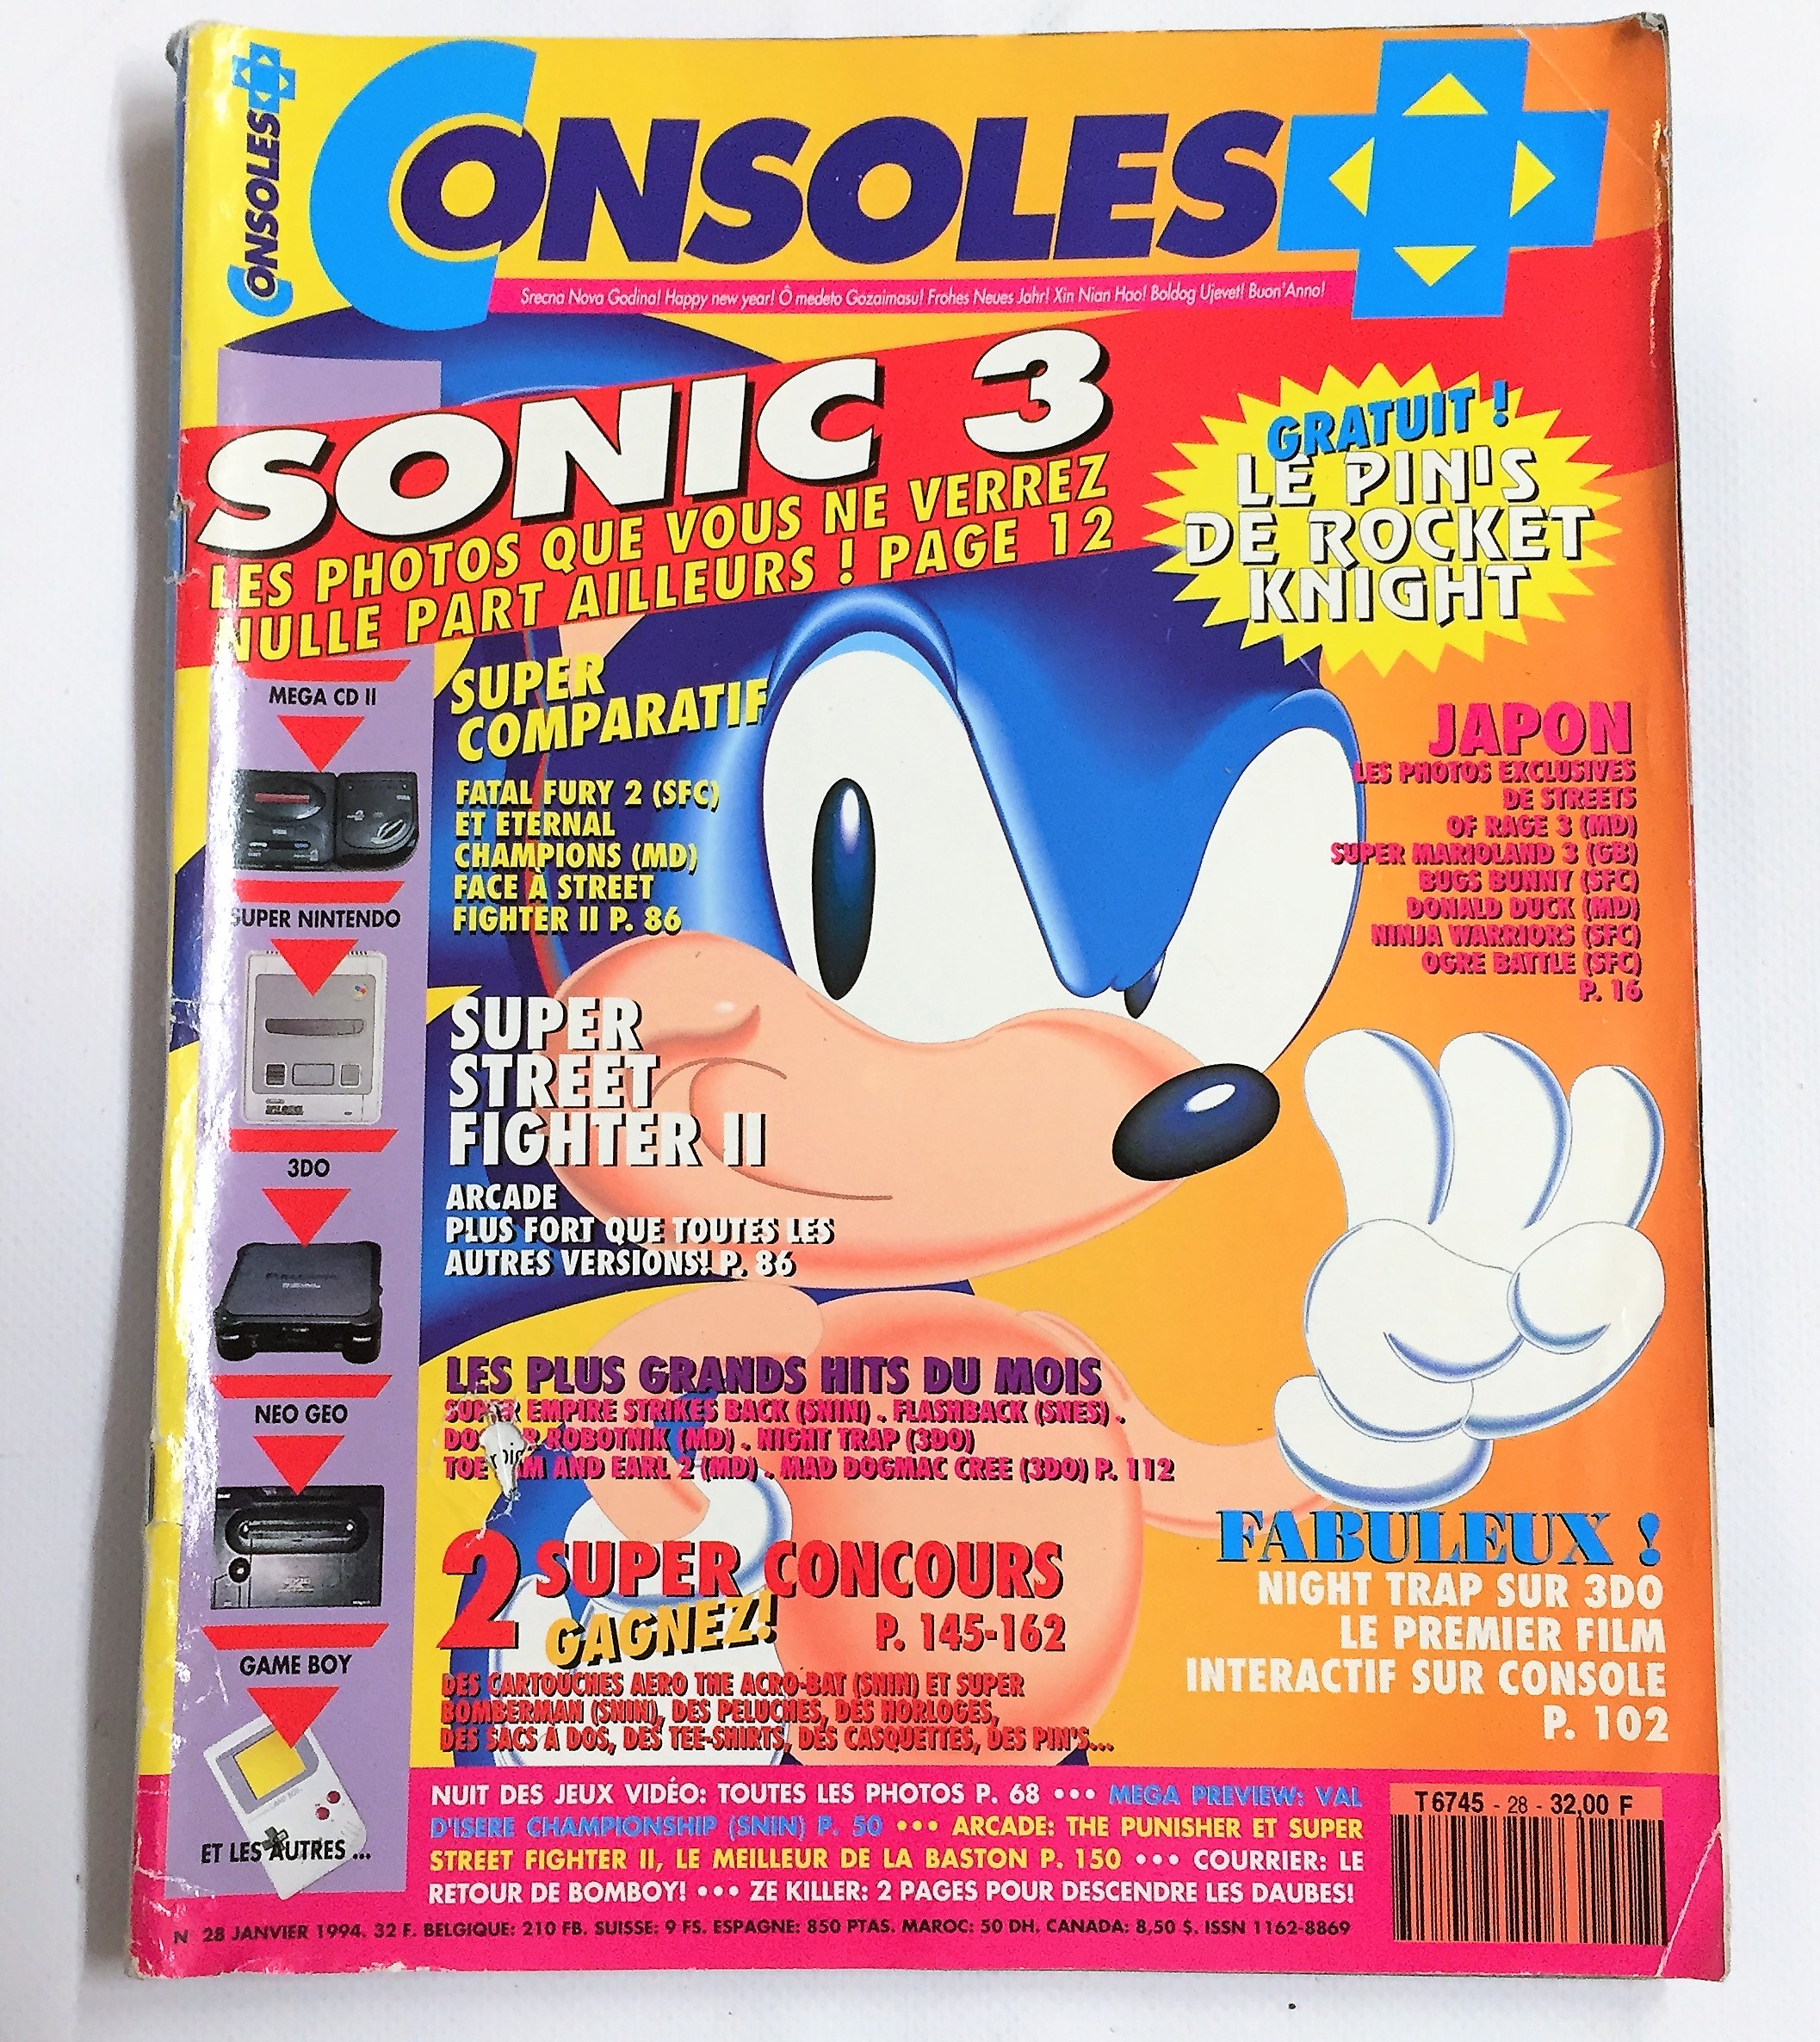 CONSOLES
CONSOLES
Srecna Nova Godina! Happy new year! Ô medeto Gozaimasu! Frohes Neues Jahr! Xin Nian Hao! Boldog Ujevet! Buon'Anno!
SONIC 3
LES PHOTOS QUE VOUS NE VERREZ
NULLE PART AILLEURS ! PAGE 12
GRATUIT !
LE PIN'S
DE ROCKET
KNIGHT
MEGA CD II
SUPER NINTENDO
3DO
NEO GEO
GAME BOY
ET LES AUTRES ...
SUPER
COMPARATIF
FATAL FURY 2 (SFC)
ET ETERNAL
CHAMPIONS (MD)
FACE À STREET
FIGHTER II P. 86
JAPON
LES PHOTOS EXCLUSIVES
DE STREETS
OF RAGE 3 (MD)
SUPER MARIOLAND 3 (GB)
BUGS BUNNY (SFC)
DONALD DUCK (MD)
NINJA WARRIORS (SFC)
OGRE BATTLE (SFC)
P. 16
SUPER
STREET
FIGHTER II
ARCADE
PLUS FORT QUE TOUTES LES
AUTRES VERSIONS! P. 86
LES PLUS GRANDS HITS DU MOIS
SUPER EMPIRE STRIKES BACK (SNIN) . FLASHBACK (SNES) .
ROBOTNIK (MD) . NIGHT TRAP (3DO)
AND EARL 2 (MD) . MAD DOGMAC CREE (3DO) P. 112
2 SUPER CONCOURS
GAGNEZ! P. 145-162
DES CARTOUCHES AERO THE ACRO-BAT (SNIN) ET SUPER
BOMBERMAN (SNIN), DES PELUCHES, DES HORLOGES,
DES SACS A DOS, DES TEE-SHIRTS, DES CASQUETTES, DES PIN'S...
FABULEUX !
NIGHT TRAP SUR 3DO
LE PREMIER FILM
INTERACTIF SUR CONSOLE
P. 102
NUIT DES JEUX VIDÉO: TOUTES LES PHOTOS P. 68 ••• MEGA PREVIEW: VAL
D'ISERE CHAMPIONSHIP (SNIN) P. 50 ••• ARCADE: THE PUNISHER ET SUPER
STREET FIGHTER II, LE MEILLEUR DE LA BASTON P. 150 ••• COURRIER: LE
RETOUR DE BOMBOY! ••• ZE KILLER: 2 PAGES POUR DESCENDRE LES DAUBES!
N 28 JANVIER 1994. 32 F. BELGIQUE: 210 FB. SUISSE: 9 FS. ESPAGNE: 850 PTAS. MAROC: 50 DH. CANADA: 8,50 $. ISSN 1162-8869
T 6745 - 28 - 32,00 F